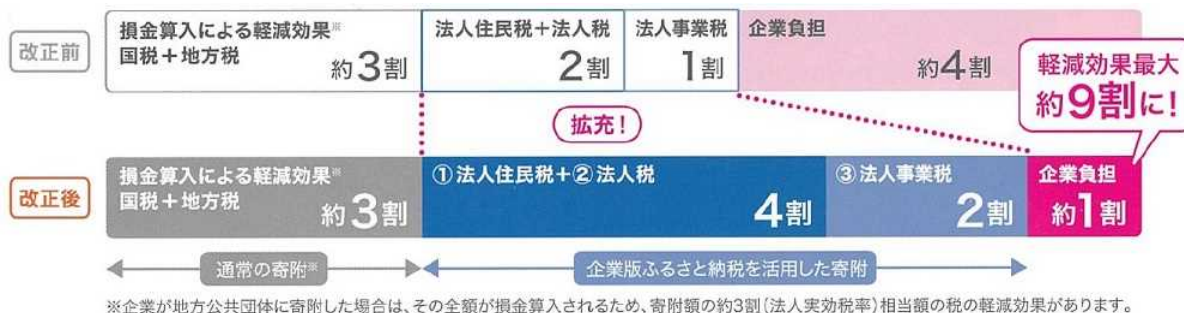 改正前
損金算入による軽減効果※
国税+地方税
約3割
法人住民税+法人税
2割
法人事業税
1割
企業負担
約4割
軽減効果最大
約9割に!
拡充!
改正後
損金算入による軽減効果※
国税+地方税
約3割
①法人住民税+②法人税
4割
③法人事業税
2割
企業負担
約1割
通常の寄附※
企業版ふるさと納税を活用した寄附
※企業が地方公共団体に寄附した場合は、その全額が損金算入されるため、寄附額の約3割(法人実効税率)相当額の税の軽減効果があります。